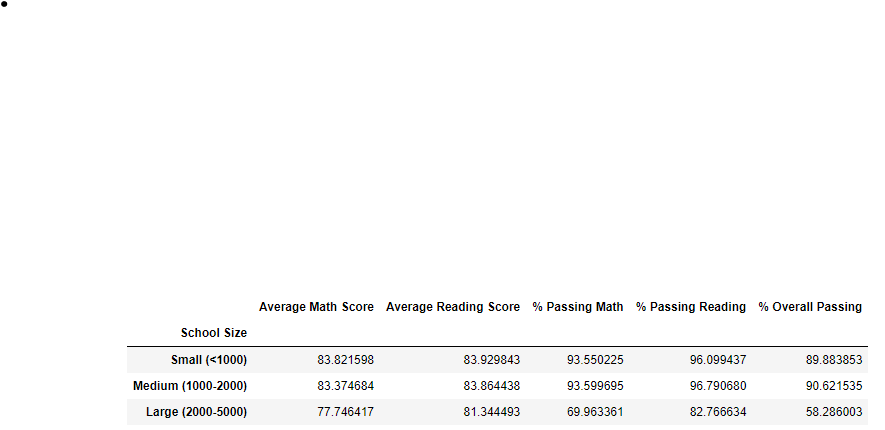 •
Average Math Score Average Reading Score % Passing Math % Passing Reading % Overall Passing
School Size
Small (<1000) 83.821598 83.929843 93.550225 96.099437 89.883853
Medium (1000-2000) 83.374684 83.864438 93.599695 96.790680 90.621535
Large (2000-5000) 77.746417 81.344493 69.963361 82.766634 58.286003